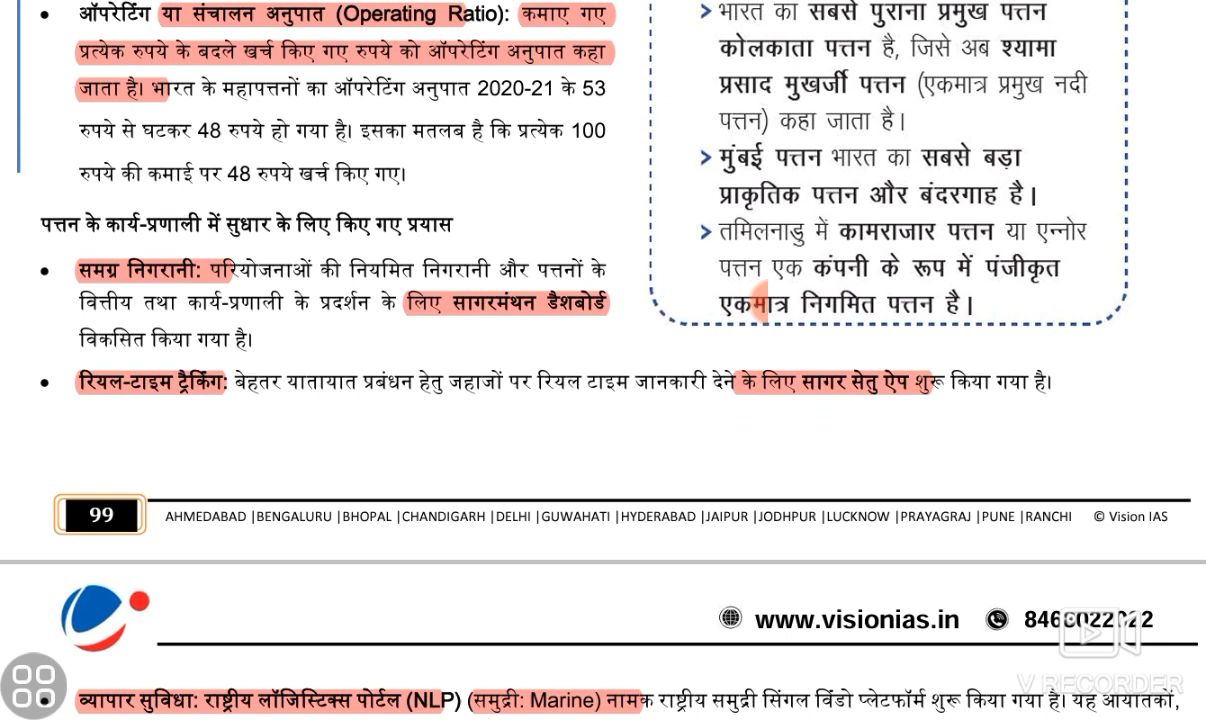 ऑपरेटिंग या संचालन अनुपात (Operating Ratio): कमाए गए
प्रत्येक रुपये के बदले खर्च किए गए रुपये को ऑपरेटिंग अनुपात कहा
जाता है। भारत के महापत्तनों का ऑपरेटिंग अनुपात 2020-21 के 53
रुपये से घटकर 48 रुपये हो गया है। इसका मतलब है कि प्रत्येक 100
रुपये की कमाई पर 48 रुपये खर्च किए गए।
पत्तन के कार्य-प्रणाली में सुधार के लिए किए गए प्रयास
समग्र निगरानी: परियोजनाओं की नियमित निगरानी और पत्तनों के
वित्तीय तथा कार्य-प्रणाली के प्रदर्शन के लिए सागरमंथन डैशबोर्ड
विकसित किया गया है।
भारत का सबसे पुराना प्रमुख पत्तन
कोलकाता पत्तन है, जिसे अब श्यामा
प्रसाद मुखर्जी पत्तन (एकमात्र प्रमुख नदी
पत्तन) कहा जाता है।
मुंबई पत्तन भारत का सबसे बड़ा
प्राकृतिक पत्तन और बंदरगाह है।
तमिलनाडु में कामराजार पत्तन या एन्नोर
पत्तन एक कंपनी के रूप में पंजीकृत
एकमात्र निगमित पत्तन है।
रियल-टाइम ट्रैकिंग: बेहतर यातायात प्रबंधन हेतु जहाजों पर रियल टाइम जानकारी देने के लिए सागर सेतु ऐप शुरू किया गया है।
99
AHMEDABAD |BENGALURU |BHOPAL |CHANDIGARH |DELHI |GUWAHATI |HYDERABAD |JAIPUR |JODHPUR |LUCKNOW |PRAYAGRAJ |PUNE |RANCHI © Vision IAS
www.visionias.in 8468022022
V RECORDER
व्यापार सुविधा: राष्ट्रीय लॉजिस्टिक्स पोर्टल (NLP) (समुद्री: Marine) नामक राष्ट्रीय समुद्री सिंगल विंडो प्लेटफॉर्म शुरू किया गया है। यह आयातकों,